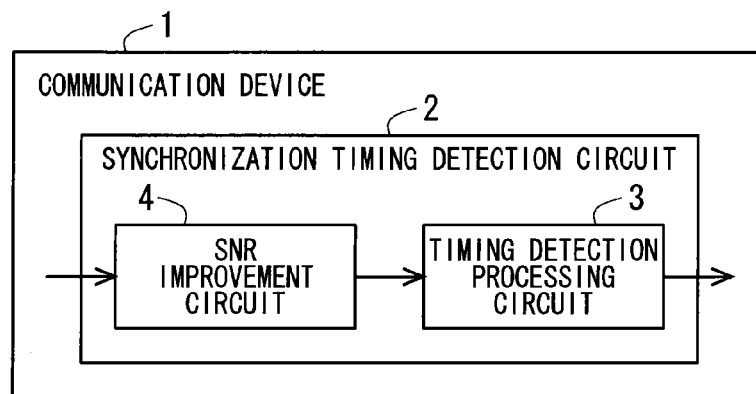 1
COMMUNICATION DEVICE
2
SYNCHRONIZATION TIMING DETECTION CIRCUIT
4
SNR
IMPROVEMENT
CIRCUIT
3
TIMING DETECTION
PROCESSING
CIRCUIT